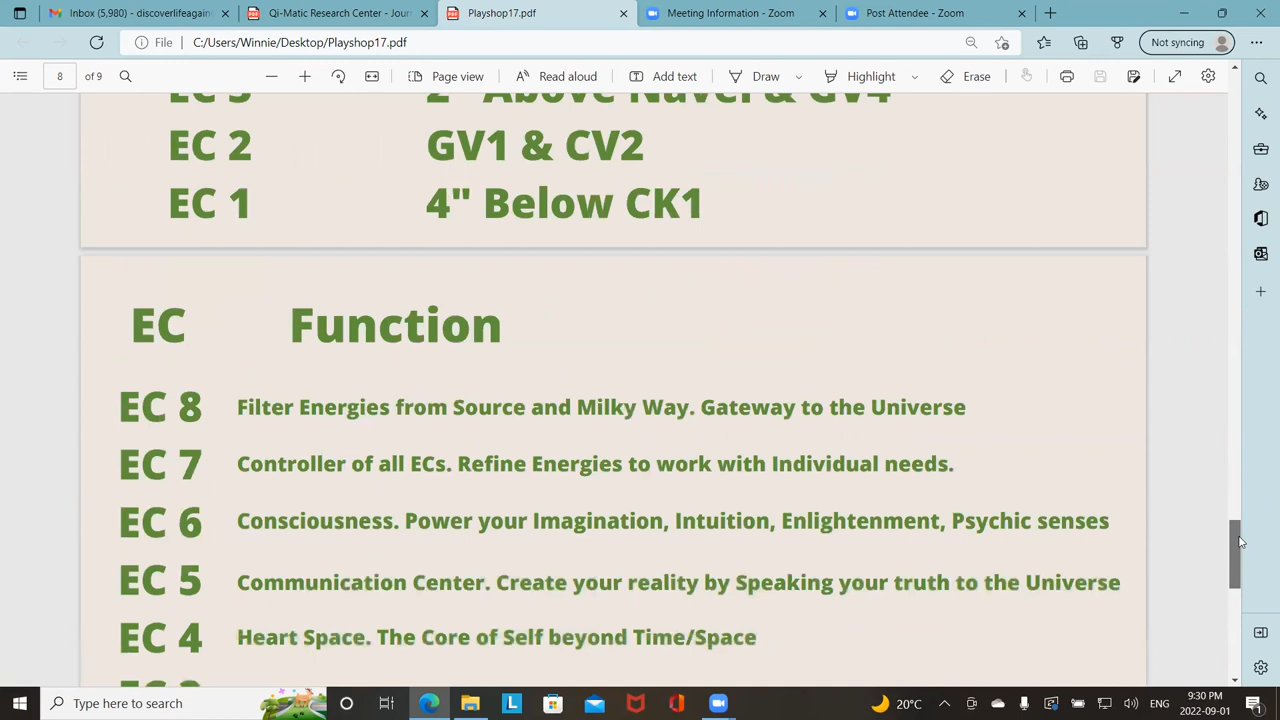 Inbox (5,980) - discoverlifeagain
Qi-Matic Research Center - Jour
Playshop17.pdf
Meeting Information - Zoom
Post Attendee - Zoom
File
C:/Users/Winnie/Desktop/Playshop17.pdf
Not syncing
8
of 9
Page view
Read aloud
Add text
Draw
Highlight
Erase
EC 3 2" Above Navel & GV4
EC 2 GV1 & CV2
EC 1 4" Below CK1
EC Function
EC 8 Filter Energies from Source and Milky Way. Gateway to the Universe
EC 7 Controller of all ECs. Refine Energies to work with Individual needs.
EC 6 Consciousness. Power your Imagination, Intuition, Enlightenment, Psychic senses
EC 5 Communication Center. Create your reality by Speaking your truth to the Universe
EC 4 Heart Space. The Core of Self beyond Time/Space
Type here to search
20°C
9:30 PM
2022-09-01